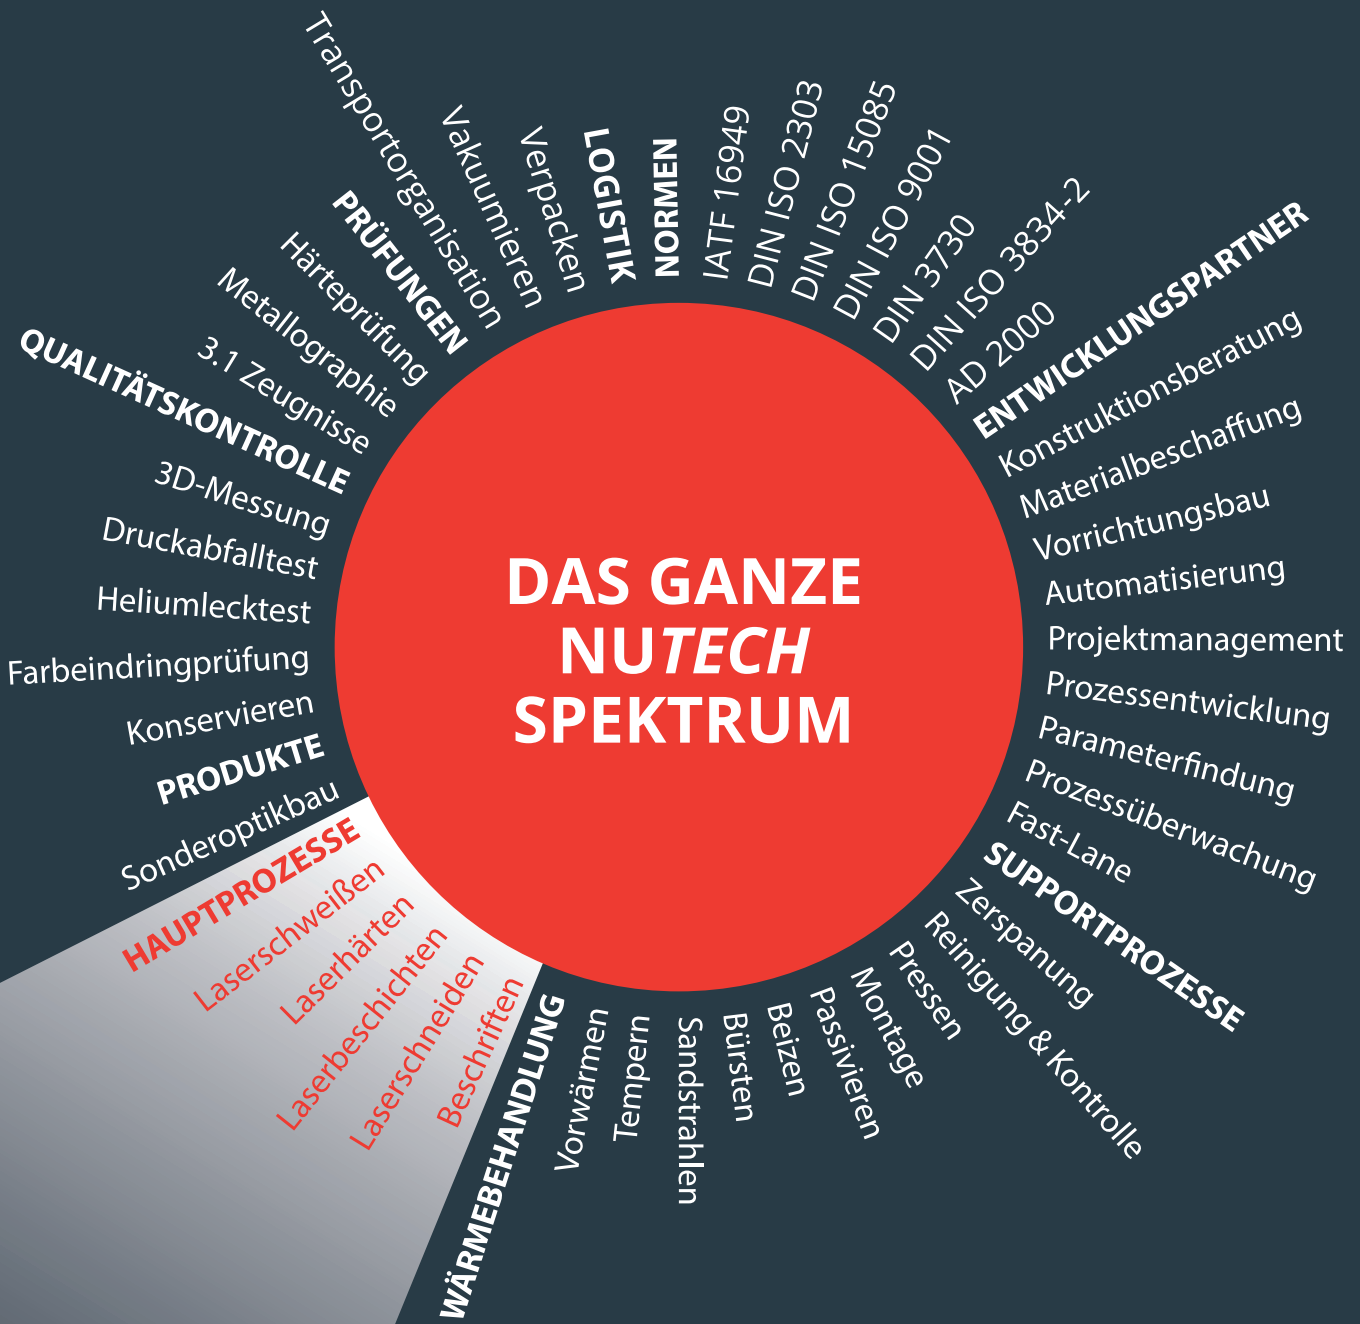 DAS GANZE
NUTECH
SPEKTRUM
NORMEN
IATF 16949
DIN ISO 2303
DIN ISO 15085
DIN ISO 9001
DIN 3730
DIN ISO 3834-2
AD 2000
ENTWICKLUNGSPARTNER
Konstruktionsberatung
Materialbeschaffung
Vorrichtungsbau
Automatisierung
Projektmanagement
Prozessentwicklung
Parameterfindung
Prozessüberwachung
Fast-Lane
SUPPORTPROZESSE
Zerspanung
Reinigung & Kontrolle
Pressen
Montage
Passivieren
Beizen
Bürsten
Sandstrahlen
Tempern
Vorwärmen
WÄRMEBEHANDLUNG
Beschriften
Laserschneiden
Laserbeschichten
Laserhärten
Laserschweißen
HAUPTPROZESSE
Sonderoptikbau
PRODUKTE
Konservieren
Farbeindringprüfung
Heliumlecktest
Druckabfalltest
3D-Messung
QUALITÄTSKONTROLLE
3.1 Zeugnisse
Metallographie
Härteprüfung
PRÜFUNGEN
Transportorganisation
Vakuumieren
Verpacken
LOGISTIK